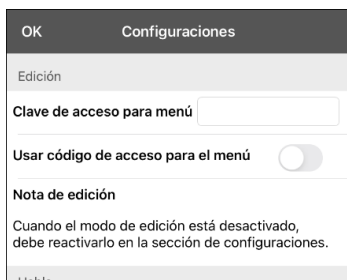 OK Configuraciones
Edición
Clave de acceso para menú
Usar código de acceso para el menú
Nota de edición
Cuando el modo de edición está desactivado,
debe reactivarlo en la sección de configuraciones.